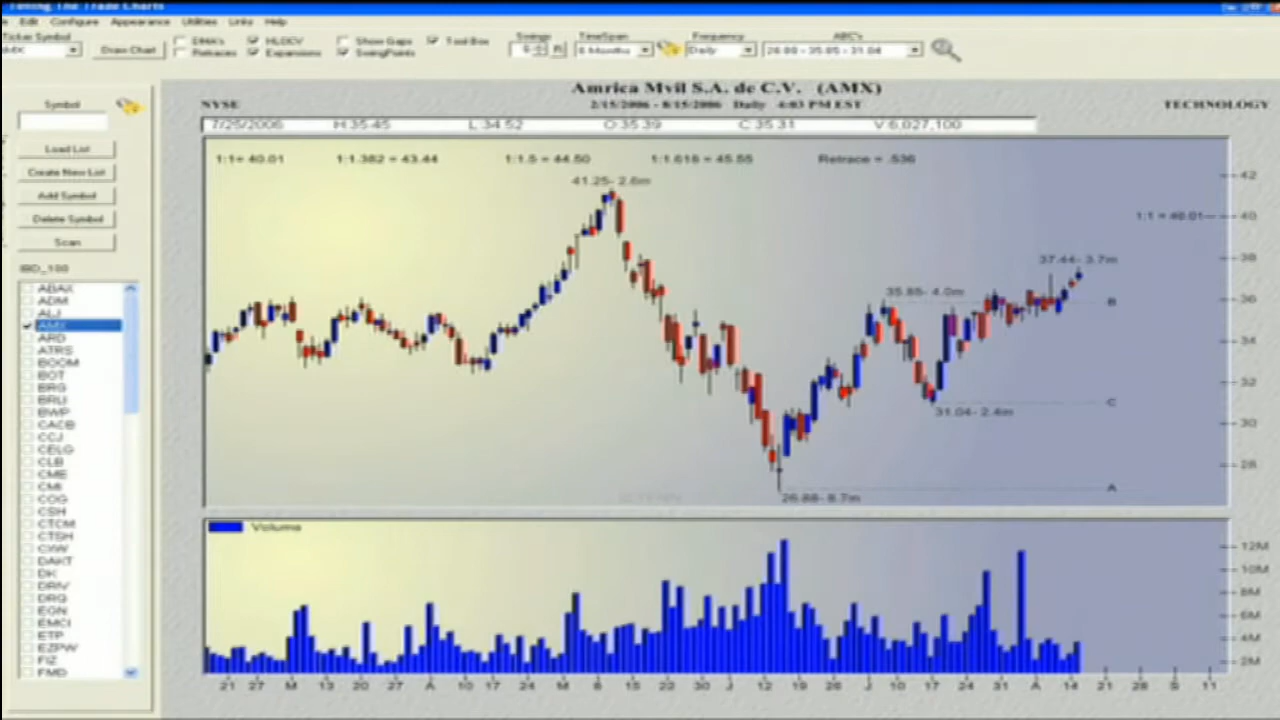 Timing The Trade Charts
Edit Configure Appearance Utilities Links Help
Ticker Symbol
AMX
Draw Chart
EMA's
Retraces
HLOCV
Expansions
Show Gaps
SwingPoints
Tool Box
Swings
TimeSpan
6 Months
Frequency
Daily
ABC's
26.88 - 35.85 - 31.04
Amrica Mvil S.A. de C.V. (AMX)
NYSE
2/15/2006 - 8/15/2006 Daily 4:03 PM EST
TECHNOLOGY
7/25/2006 H:35.45 L:34.52 O:35.39 C:35.31 V:6,027,100
1:1= 40.01 1:1.382 = 43.44 1:1.5 = 44.50 1:1.618 = 45.55 Retrace = .536
41.25- 2.6m
42
1:1 = 40.01
40
37.44- 3.7m
38
35.85- 4.0m
B
36
34
32
31.04- 2.4m
C
30
28
A
26.88- 8.7m
Symbol
Load List
Create New List
Add Symbol
Delete Symbol
Scan
IBD_100
ABAX
ADM
ALJ
AMX
ARD
ATRS
BOOM
BOT
BRG
BRLI
BWP
CACB
CCJ
CELG
CLB
CME
CMI
COG
CSH
CTCM
CTSH
CXW
DAKT
DK
DRIV
DRQ
EGN
EMCI
ETP
EZPW
FIZ
FMD
Volume
12M
10M
8M
6M
4M
2M
21 27 M 13 20 27 A 10 17 24 M 8 15 22 30 J 12 19 26 J 10 17 24 31 A 14 21 28 S 11